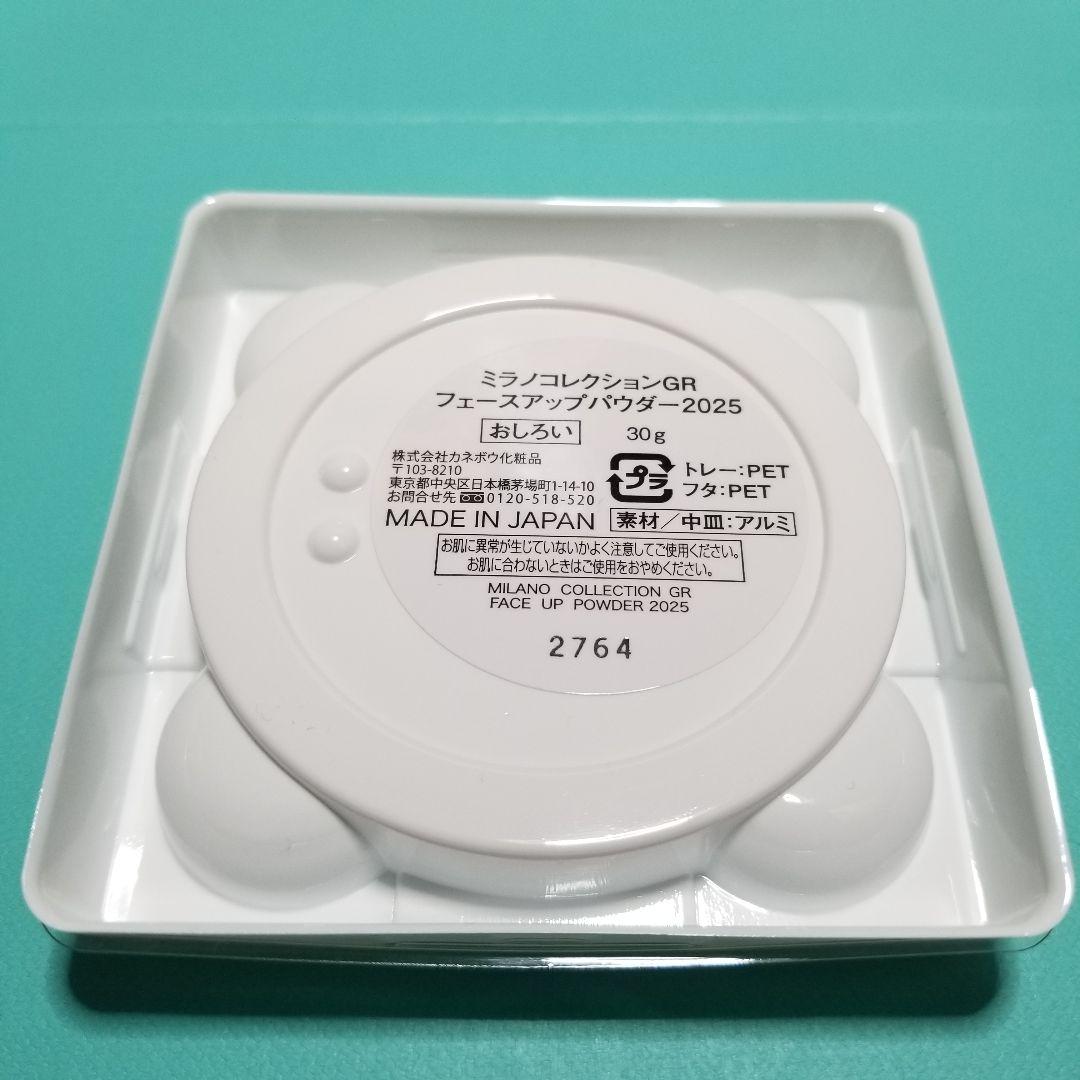 ミラノコレクションGR
フェースアップパウダー2025
おしろい 30g
株式会社カネボウ化粧品
〒103-8210
東京都中央区日本橋茅場町1-14-10
お問合せ先 0120-518-520
プラ
トレー:PET
フタ:PET
MADE IN JAPAN 素材/中皿:アルミ
お肌に異常が生じていないかよく注意してご使用ください。
お肌に合わないときはご使用をおやめください。
MILANO COLLECTION GR
FACE UP POWDER 2025
2764